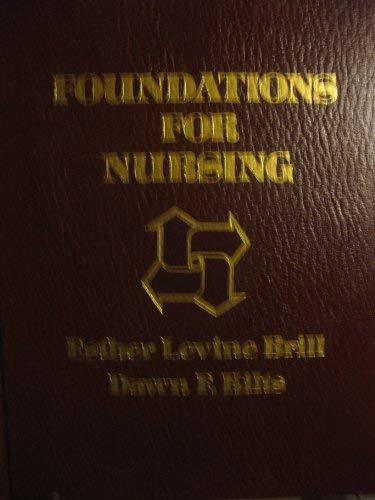 FOUNDATIONS
FOR
NURSING
Esther Levine Brill
Dawn F. Kilts